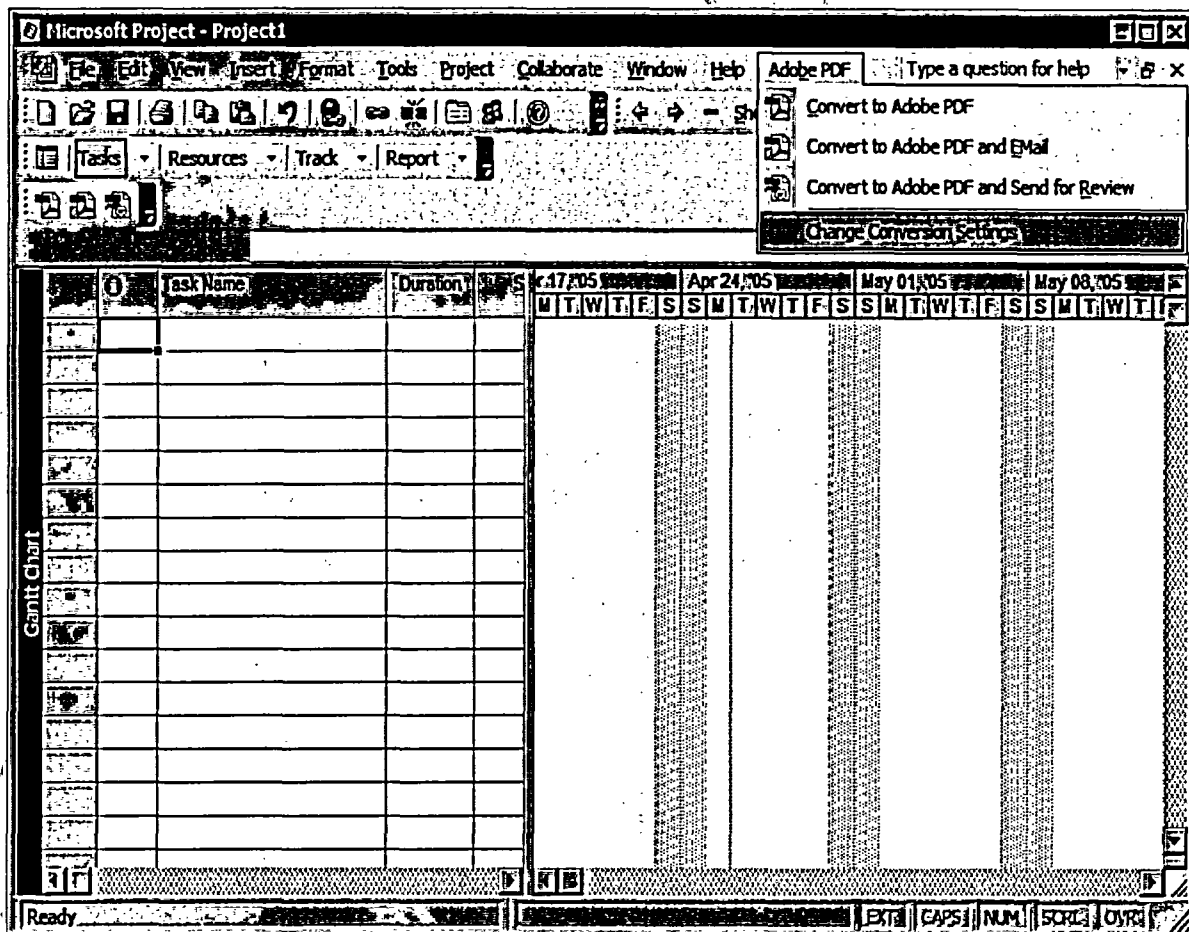 Microsoft Project - Project1
File Edit View Insert Format Tools Project Collaborate Window Help Adobe PDF Type a question for help
Convert to Adobe PDF
Convert to Adobe PDF and EMail
Tasks Resources Track Report
Convert to Adobe PDF and Send for Review
Change Conversion Settings
Task Name Duration S r 17, '05 Apr 24, '05 May 01, '05 May 08, '05
M T W T F S S M T W T F S S M T W T F S S M T W T
Gantt Chart
Ready EXT CAPS NUM SCRL OVR